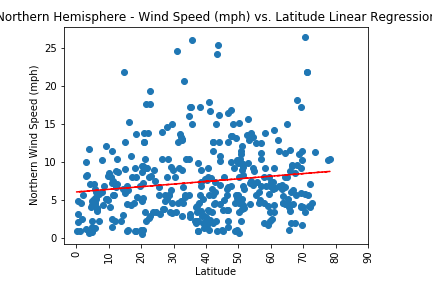 Northern Hemisphere - Wind Speed (mph) vs. Latitude Linear Regression
Northern Wind Speed (mph)
25
20
15
10
5
0
0 10 20 30 40 50 60 70 80 90
Latitude